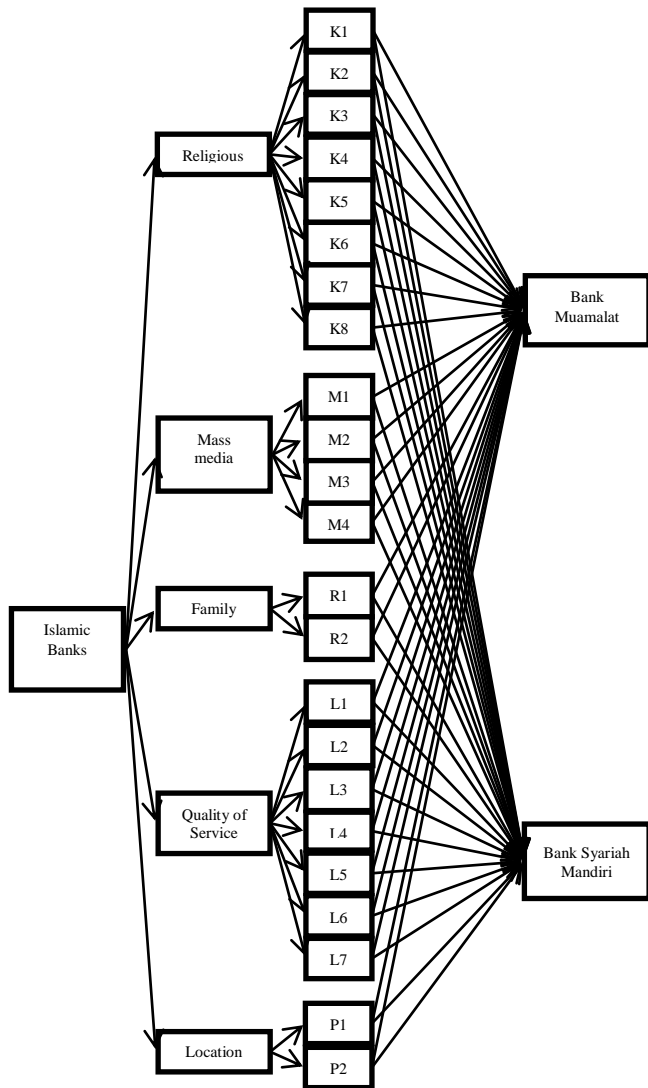 Islamic
Banks
Religious
Mass
media
Family
Quality of
Service
Location
K1
K2
K3
K4
K5
K6
K7
K8
M1
M2
M3
M4
R1
R2
L1
L2
L3
L4
L5
L6
L7
P1
P2
Bank
Muamalat
Bank Syariah
Mandiri